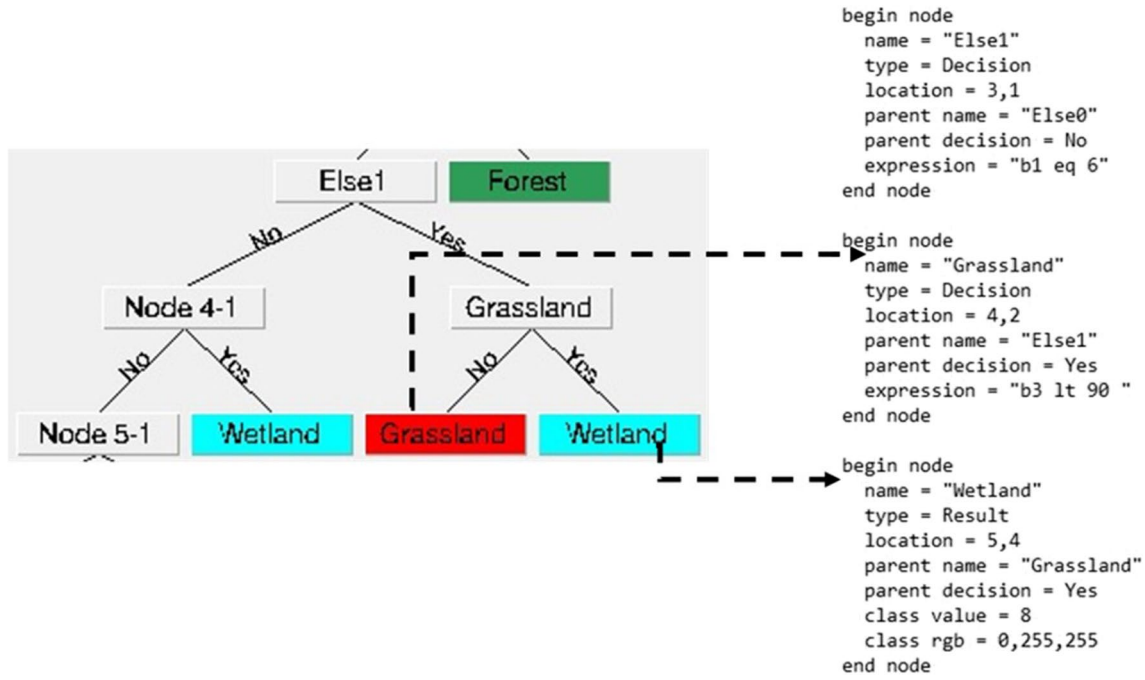 Else1
Forest
No
Yes
Node 4-1
Grassland
No
Yes
No
Yes
Node 5-1
Wetland
Grassland
Wetland
begin node
name = "Else1"
type = Decision
location = 3,1
parent name = "Else0"
parent decision = No
expression = "b1 eq 6"
end node
begin node
name = "Grassland"
type = Decision
location = 4,2
parent name = "Else1"
parent decision = Yes
expression = "b3 lt 90 "
end node
begin node
name = "Wetland"
type = Result
location = 5,4
parent name = "Grassland"
parent decision = Yes
class value = 8
class rgb = 0,255,255
end node